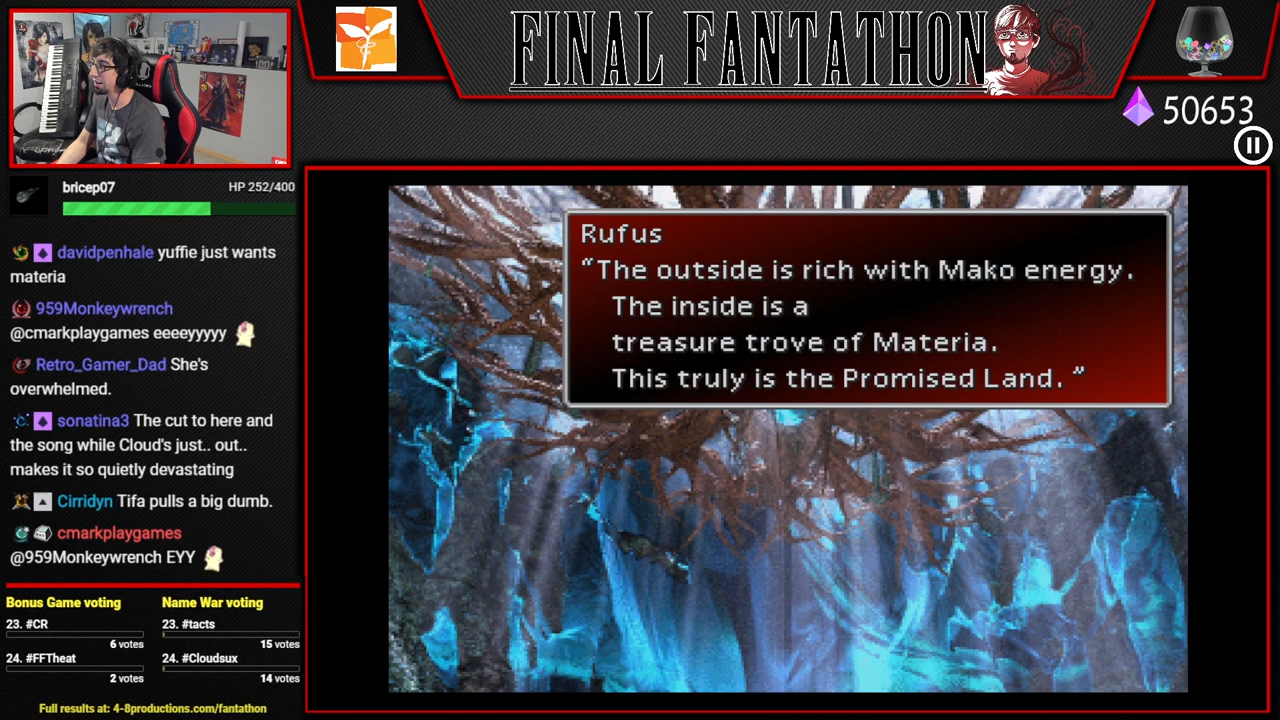 FINAL FANTATHON
50653
bricep07
HP 252/400
davidpenhale yuffie just wants
materia
959Monkeywrench
@cmarkplaygames eeeeyyyyy
Retro_Gamer_Dad She's
overwhelmed.
sonatina3 The cut to here and
the song while Cloud's just.. out..
makes it so quietly devastating
Cirridyn Tifa pulls a big dumb.
cmarkplaygames
@959Monkeywrench EYY
Rufus
“The outside is rich with Mako energy.
The inside is a
treasure trove of Materia.
This truly is the Promised Land. ”
Bonus Game voting
23. #CR
6 votes
24. #FFTheat
2 votes
Name War voting
23. #tacts
15 votes
24. #Cloudsux
14 votes
Full results at: 4-8productions.com/fantathon